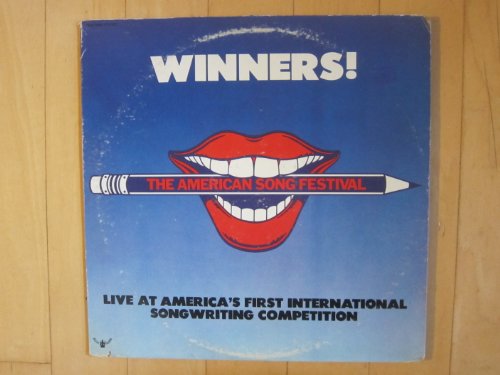 WINNERS!
THE AMERICAN SONG FESTIVAL
LIVE AT AMERICA'S FIRST INTERNATIONAL
SONGWRITING COMPETITION